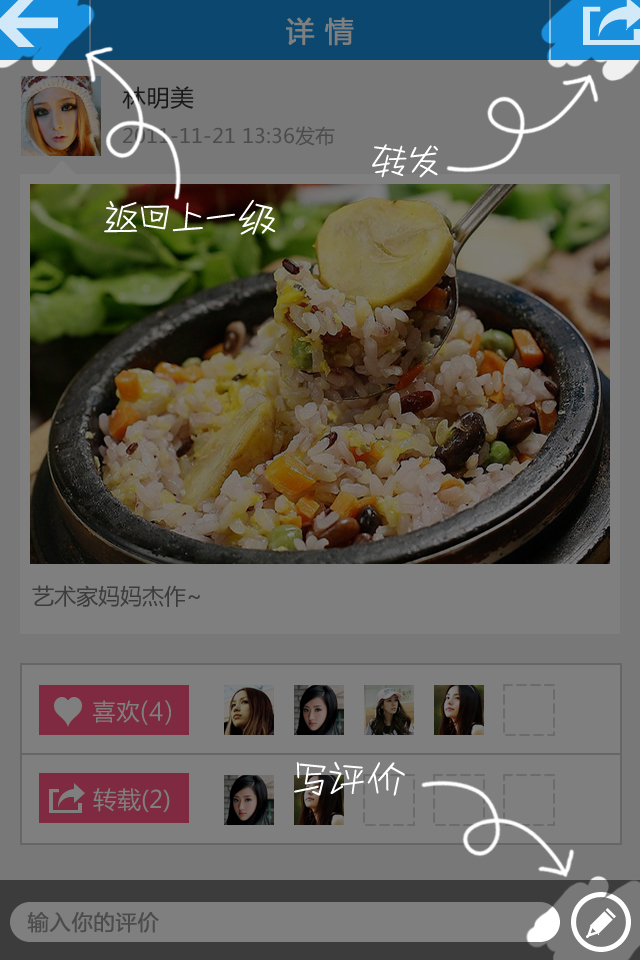 详情
林明美
2011-11-21 13:36发布
转发
返回上一级
艺术家妈妈杰作~
喜欢(4)
写评价
转载(2)
输入你的评价